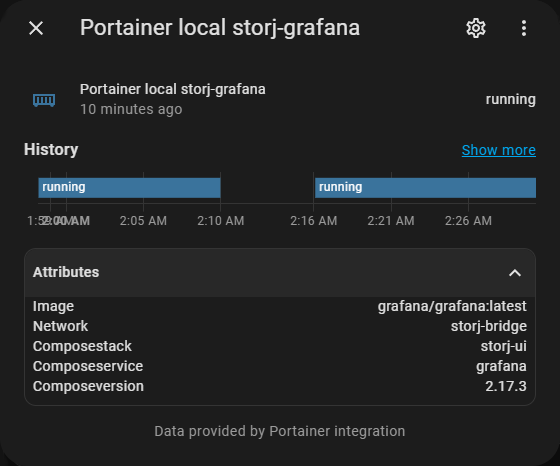 Portainer local storj-grafana
Portainer local storj-grafana
10 minutes ago
running
History
Show more
running
running
2:00 AM
2:05 AM
2:10 AM
2:16 AM
2:21 AM
2:26 AM
Attributes
Image grafana/grafana:latest
Network storj-bridge
Composestack storj-ui
Composeservice grafana
Composeversion 2.17.3
Data provided by Portainer integration